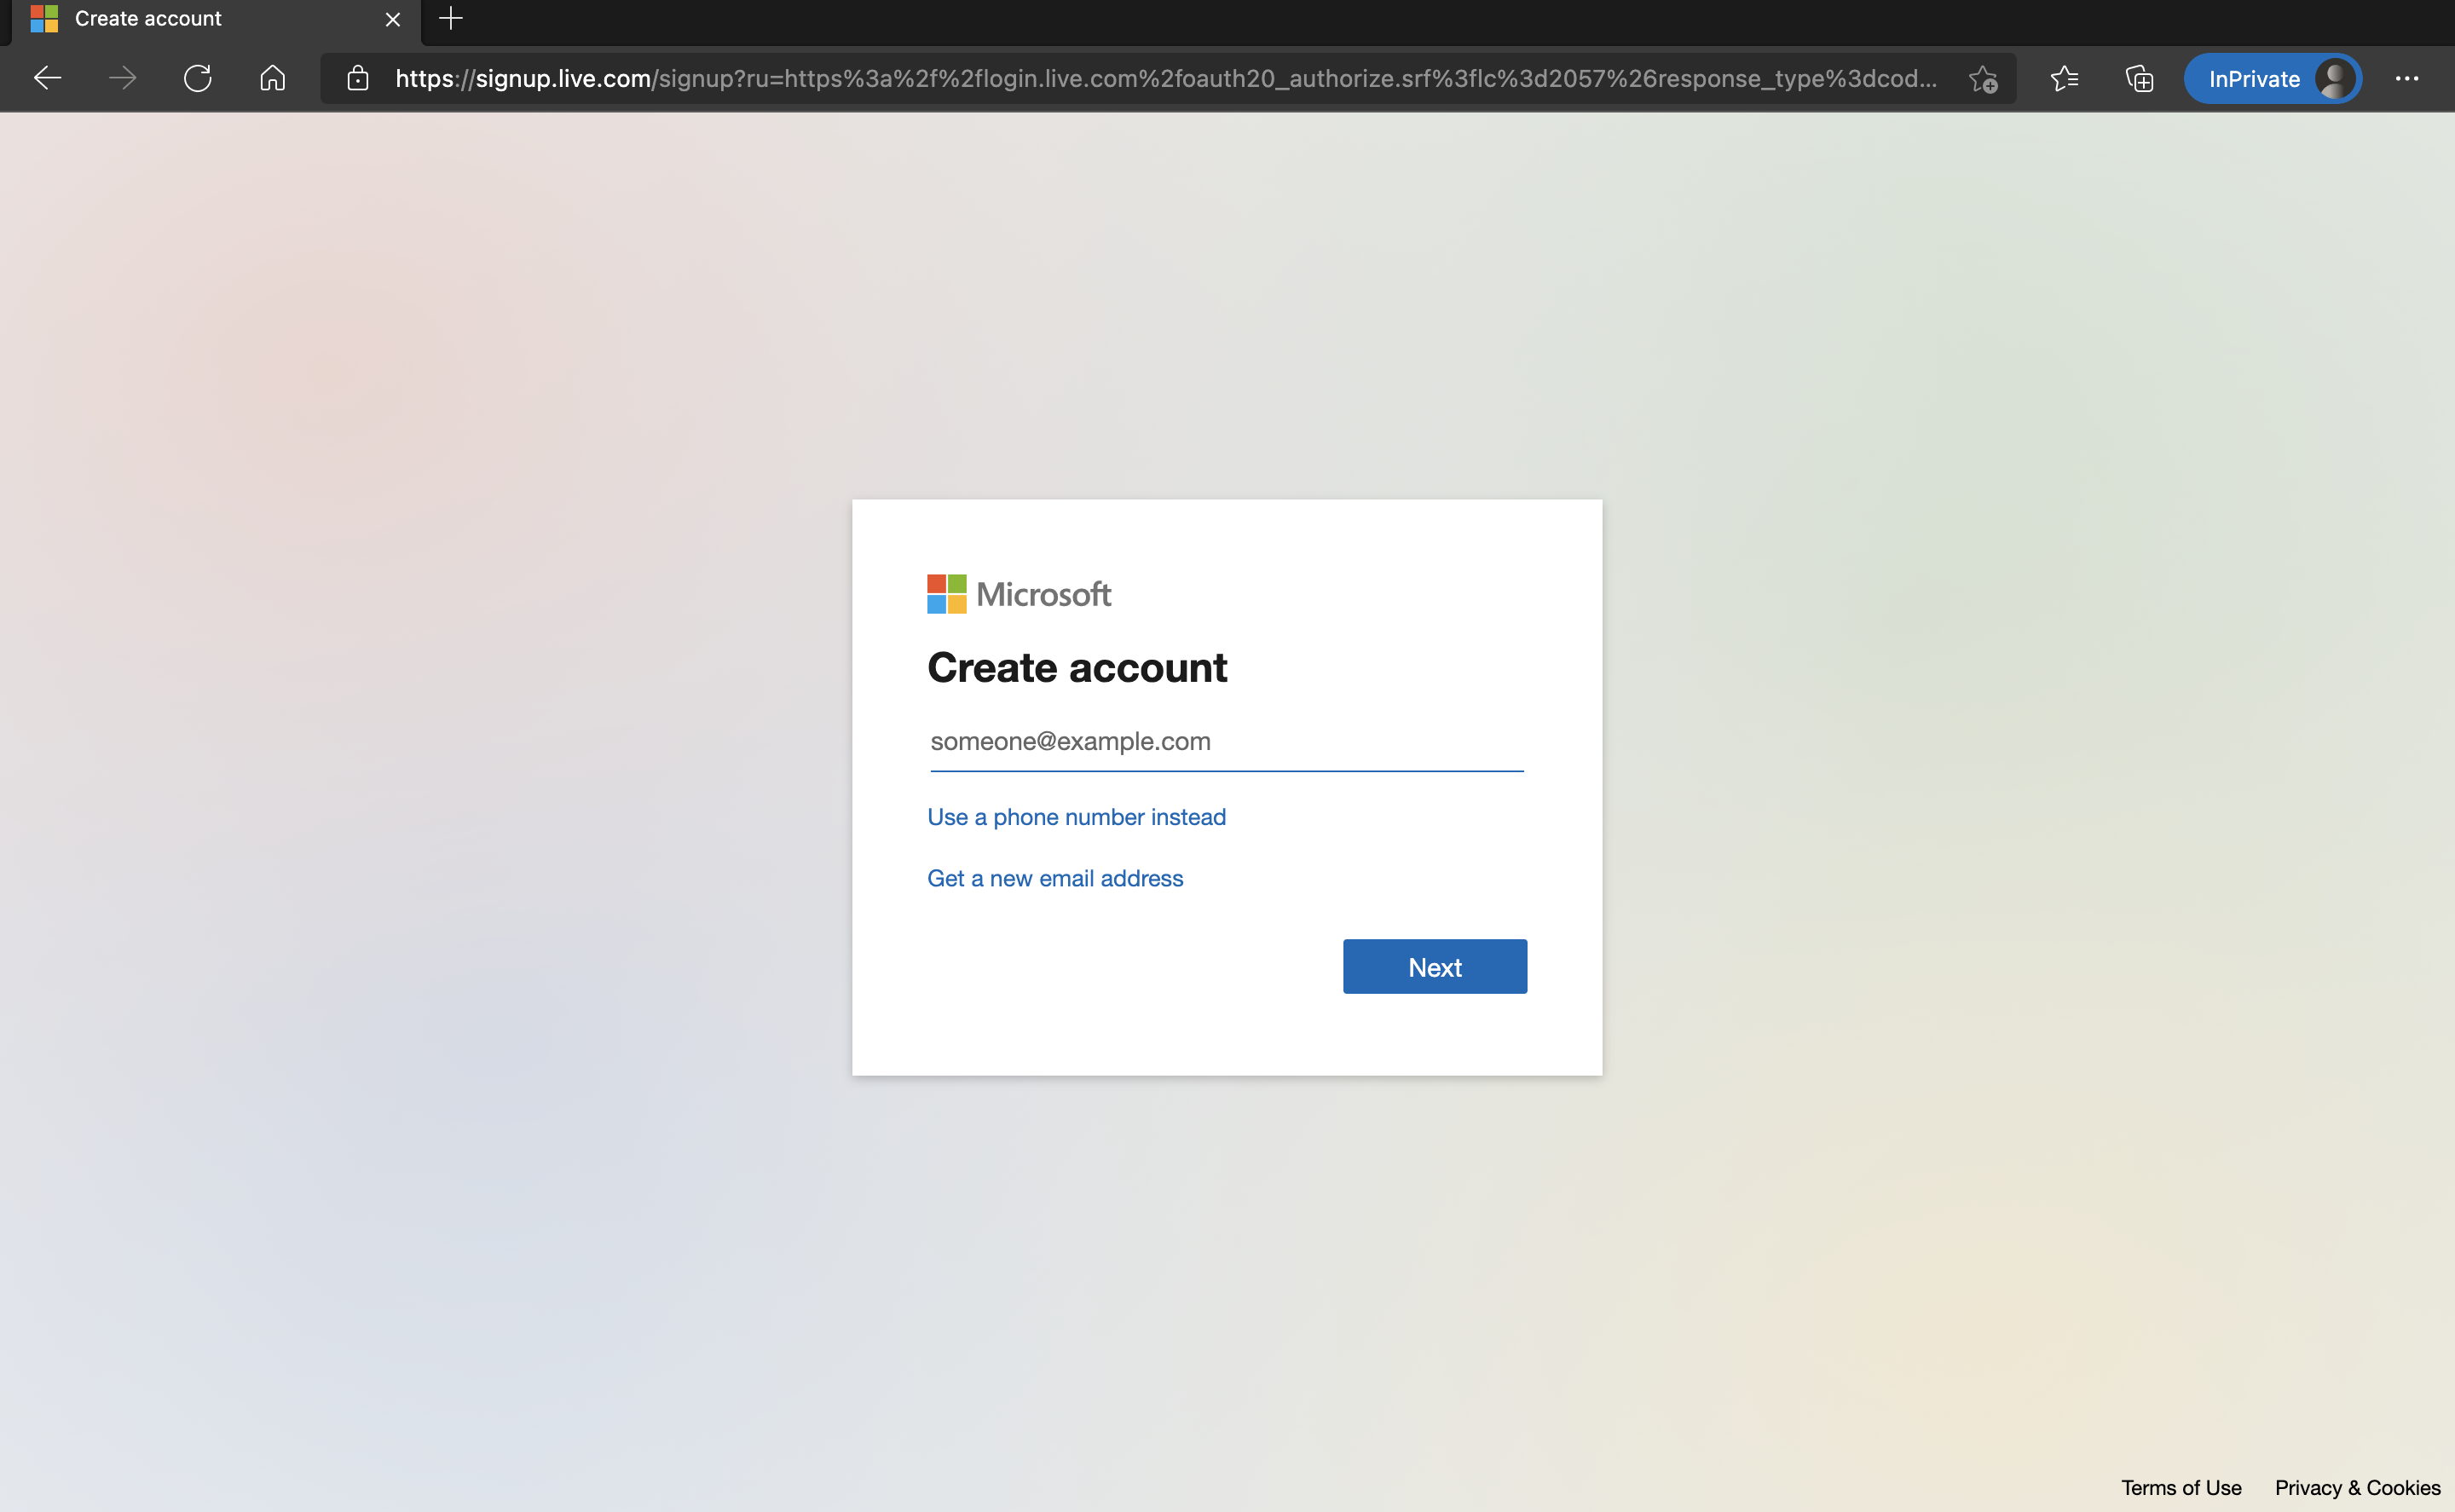 Create account
https://signup.live.com/signup?ru=https%3a%2f%2flogin.live.com%2foauth20_authorize.srf%3flc%3d2057%26response_type%3dcod...
InPrivate
Microsoft
Create account
someone@example.com
Use a phone number instead
Get a new email address
Next
Terms of Use
Privacy & Cookies